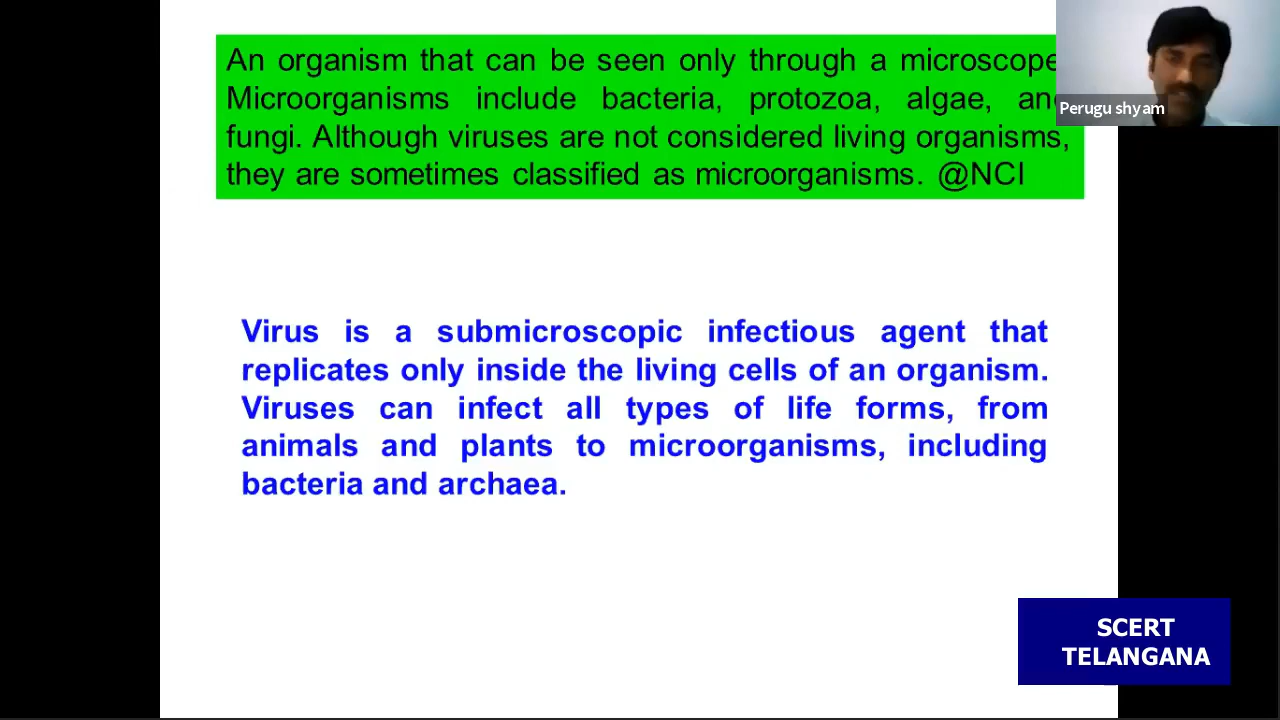 An organism that can be seen only through a microscope
Microorganisms include bacteria, protozoa, algae, an
fungi. Although viruses are not considered living organisms,
they are sometimes classified as microorganisms. @NCI
Perugu shyam
Virus is a submicroscopic infectious agent that
replicates only inside the living cells of an organism.
Viruses can infect all types of life forms, from
animals and plants to microorganisms, including
bacteria and archaea.
SCERT
TELANGANA